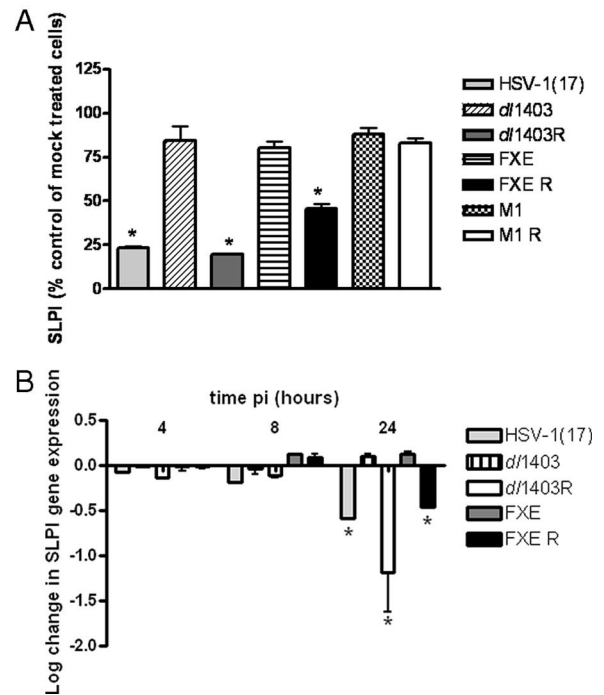 A
SLPI (% control of mock treated cells)
125
100
75
50
25
0
*
*
*
HSV-1(17)
dl1403
dl1403R
FXE
FXE R
M1
M1 R
B
time pi (hours)
4
8
24
Log change in SLPI gene expression
0.5
0.0
-0.5
-1.0
-1.5
-2.0
*
*
*
HSV-1(17)
dl1403
dl1403R
FXE
FXE R